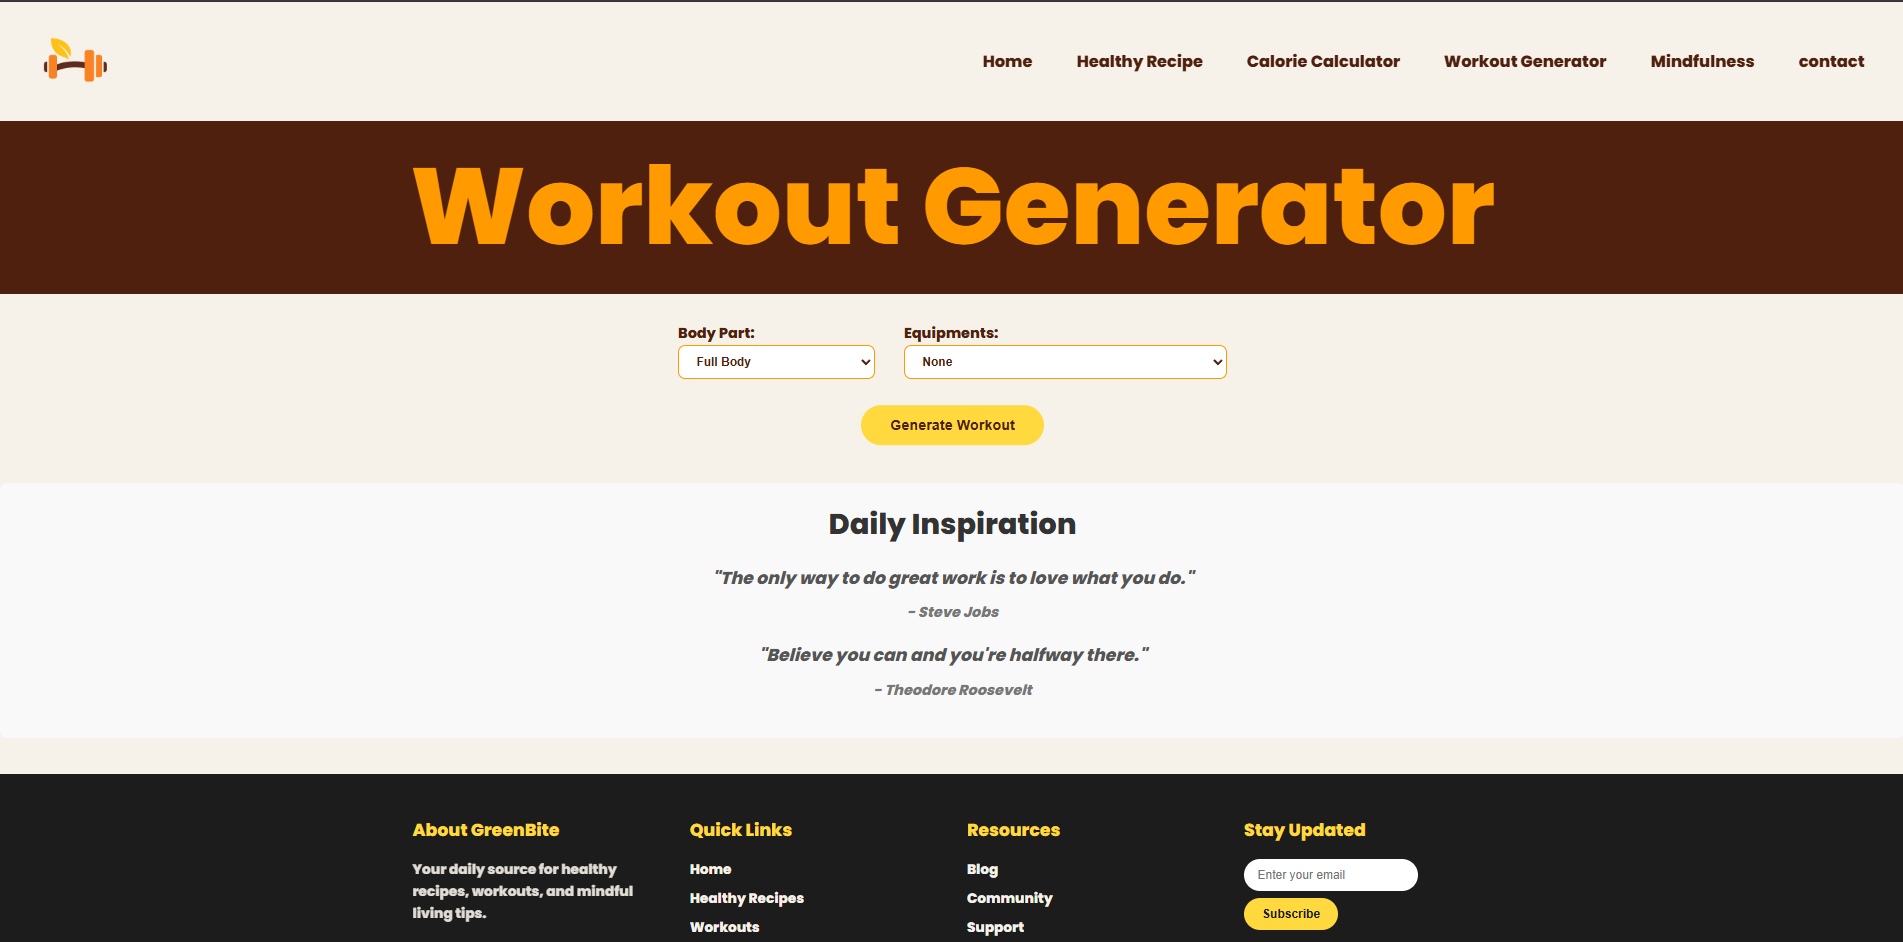 Home
Healthy Recipe
Calorie Calculator
Workout Generator
Mindfulness
contact
Workout Generator
Body Part:
Full Body
Equipments:
None
Generate Workout
Daily Inspiration
"The only way to do great work is to love what you do."
- Steve Jobs
"Believe you can and you're halfway there."
- Theodore Roosevelt
About GreenBite
Your daily source for healthy
recipes, workouts, and mindful
living tips.
Quick Links
Home
Healthy Recipes
Workouts
Resources
Blog
Community
Support
Stay Updated
Enter your email
Subscribe